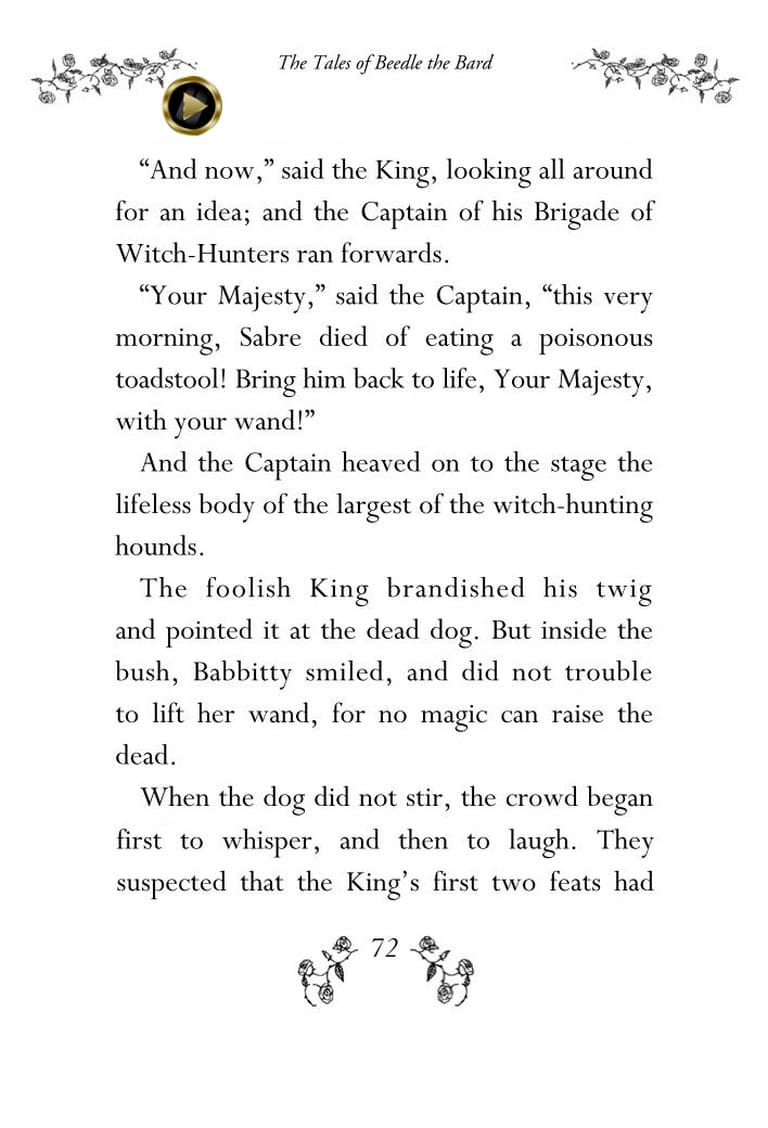 The Tales of Beedle the Bard
“And now,” said the King, looking all around
for an idea; and the Captain of his Brigade of
Witch-Hunters ran forwards.
“Your Majesty,” said the Captain, “this very
morning, Sabre died of eating a poisonous
toadstool! Bring him back to life, Your Majesty,
with your wand!”
And the Captain heaved on to the stage the
lifeless body of the largest of the witch-hunting
hounds.
The foolish King brandished his twig
and pointed it at the dead dog. But inside the
bush, Babbitty smiled, and did not trouble
to lift her wand, for no magic can raise the
dead.
When the dog did not stir, the crowd began
first to whisper, and then to laugh. They
suspected that the King’s first two feats had
72